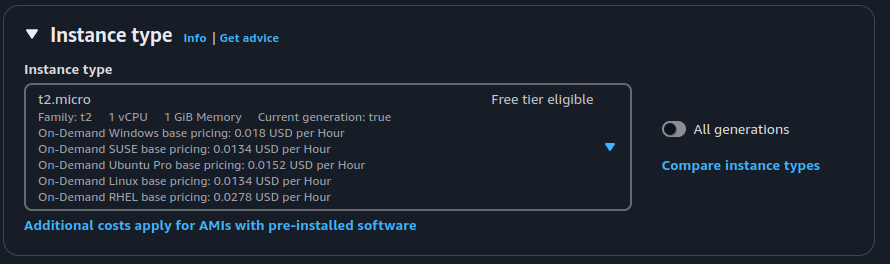 Instance type Info | Get advice
Instance type
t2.micro Free tier eligible
Family: t2 1 vCPU 1 GiB Memory Current generation: true
On-Demand Windows base pricing: 0.018 USD per Hour
On-Demand SUSE base pricing: 0.0134 USD per Hour
On-Demand Ubuntu Pro base pricing: 0.0152 USD per Hour
On-Demand Linux base pricing: 0.0134 USD per Hour
On-Demand RHEL base pricing: 0.0278 USD per Hour
All generations
Compare instance types
Additional costs apply for AMIs with pre-installed software